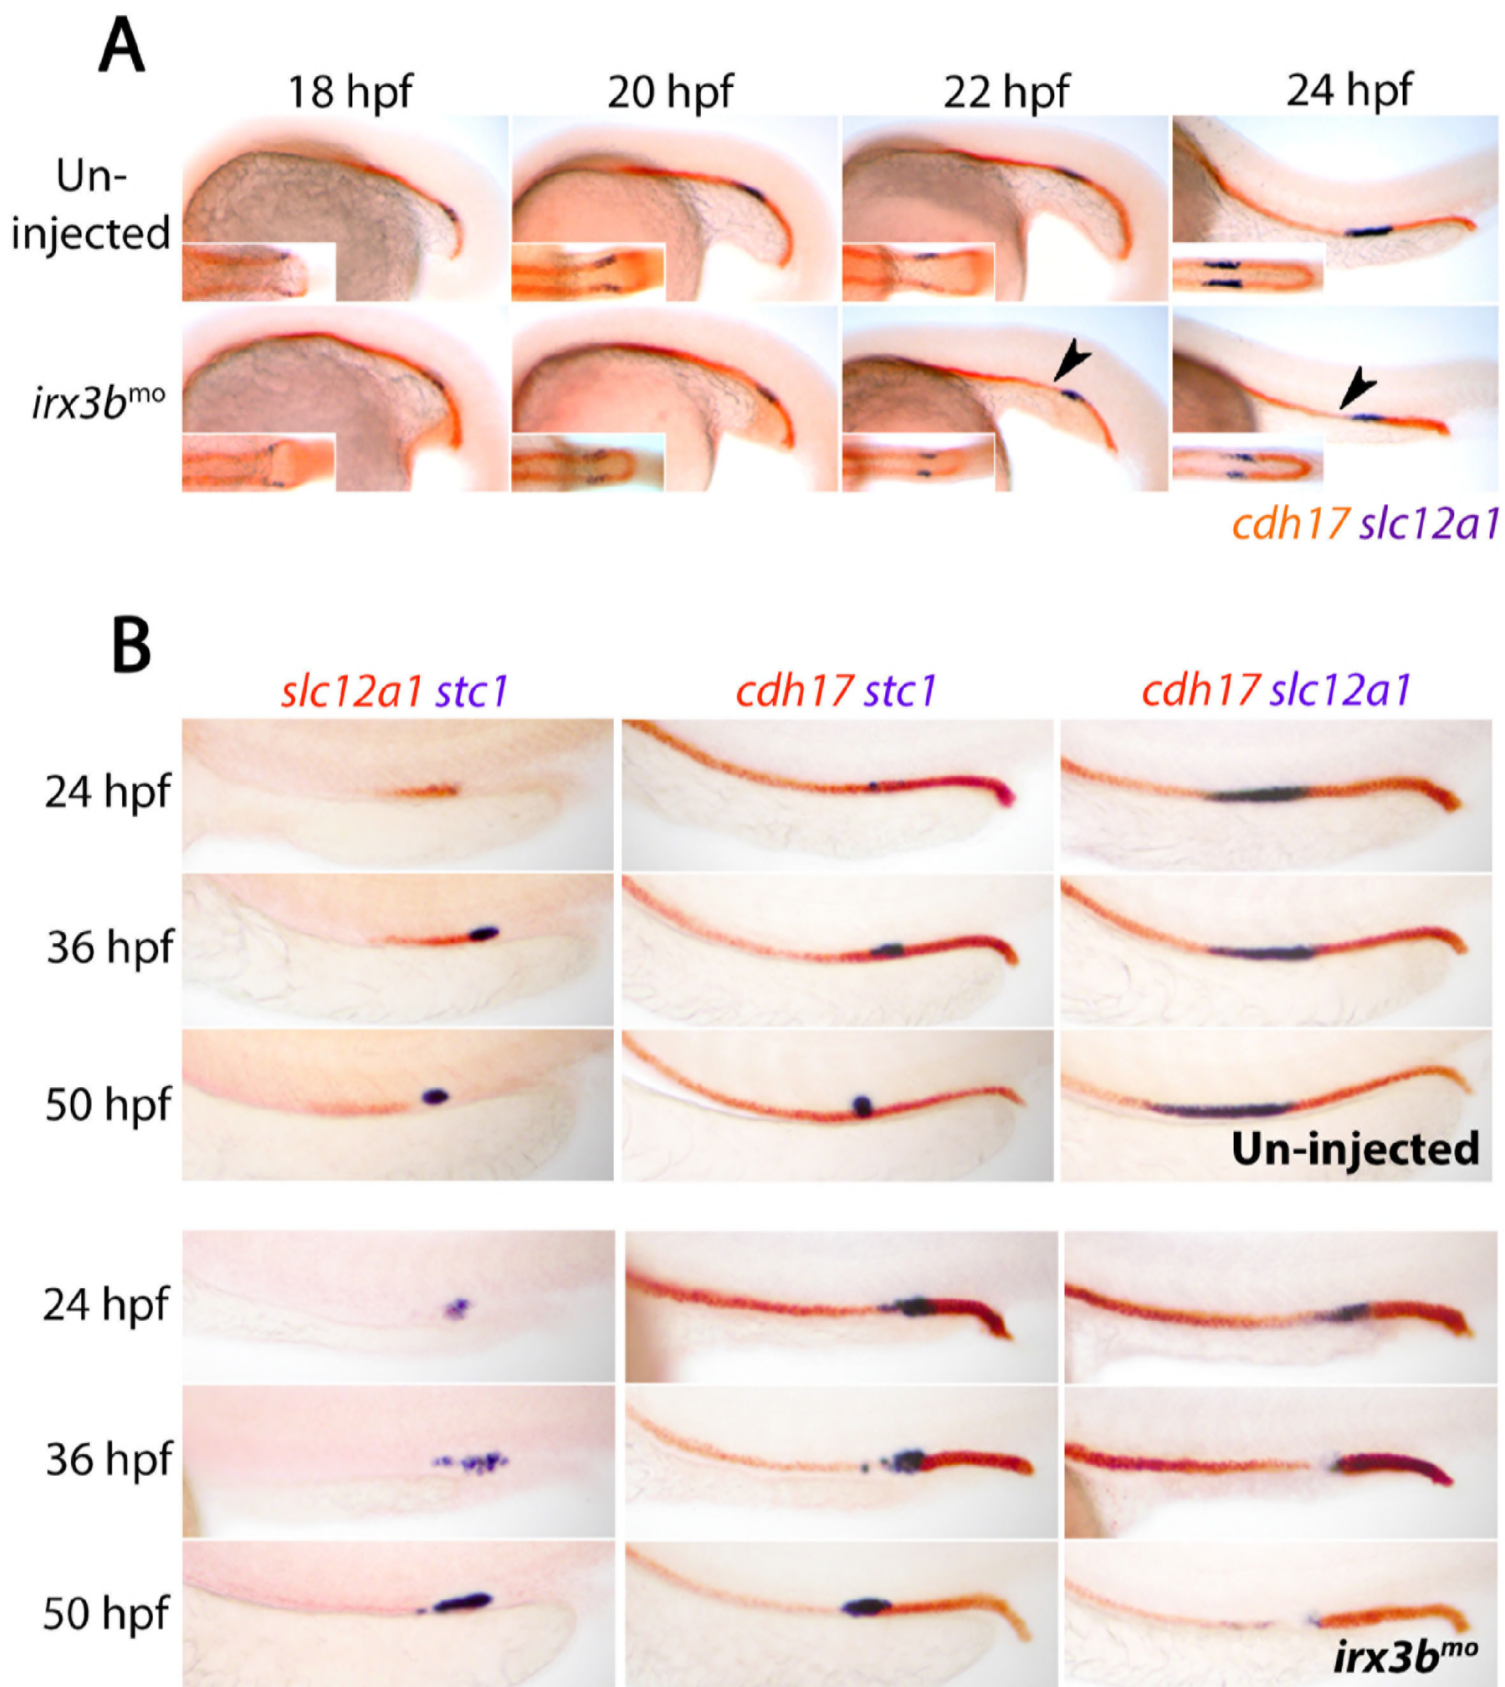 A
18 hpf 20 hpf 22 hpf 24 hpf
Un-
injected
irx3bmo
cdh17 slc12a1
B
slc12a1 stc1 cdh17 stc1 cdh17 slc12a1
24 hpf
36 hpf
50 hpf
Un-injected
24 hpf
36 hpf
50 hpf
irx3bmo